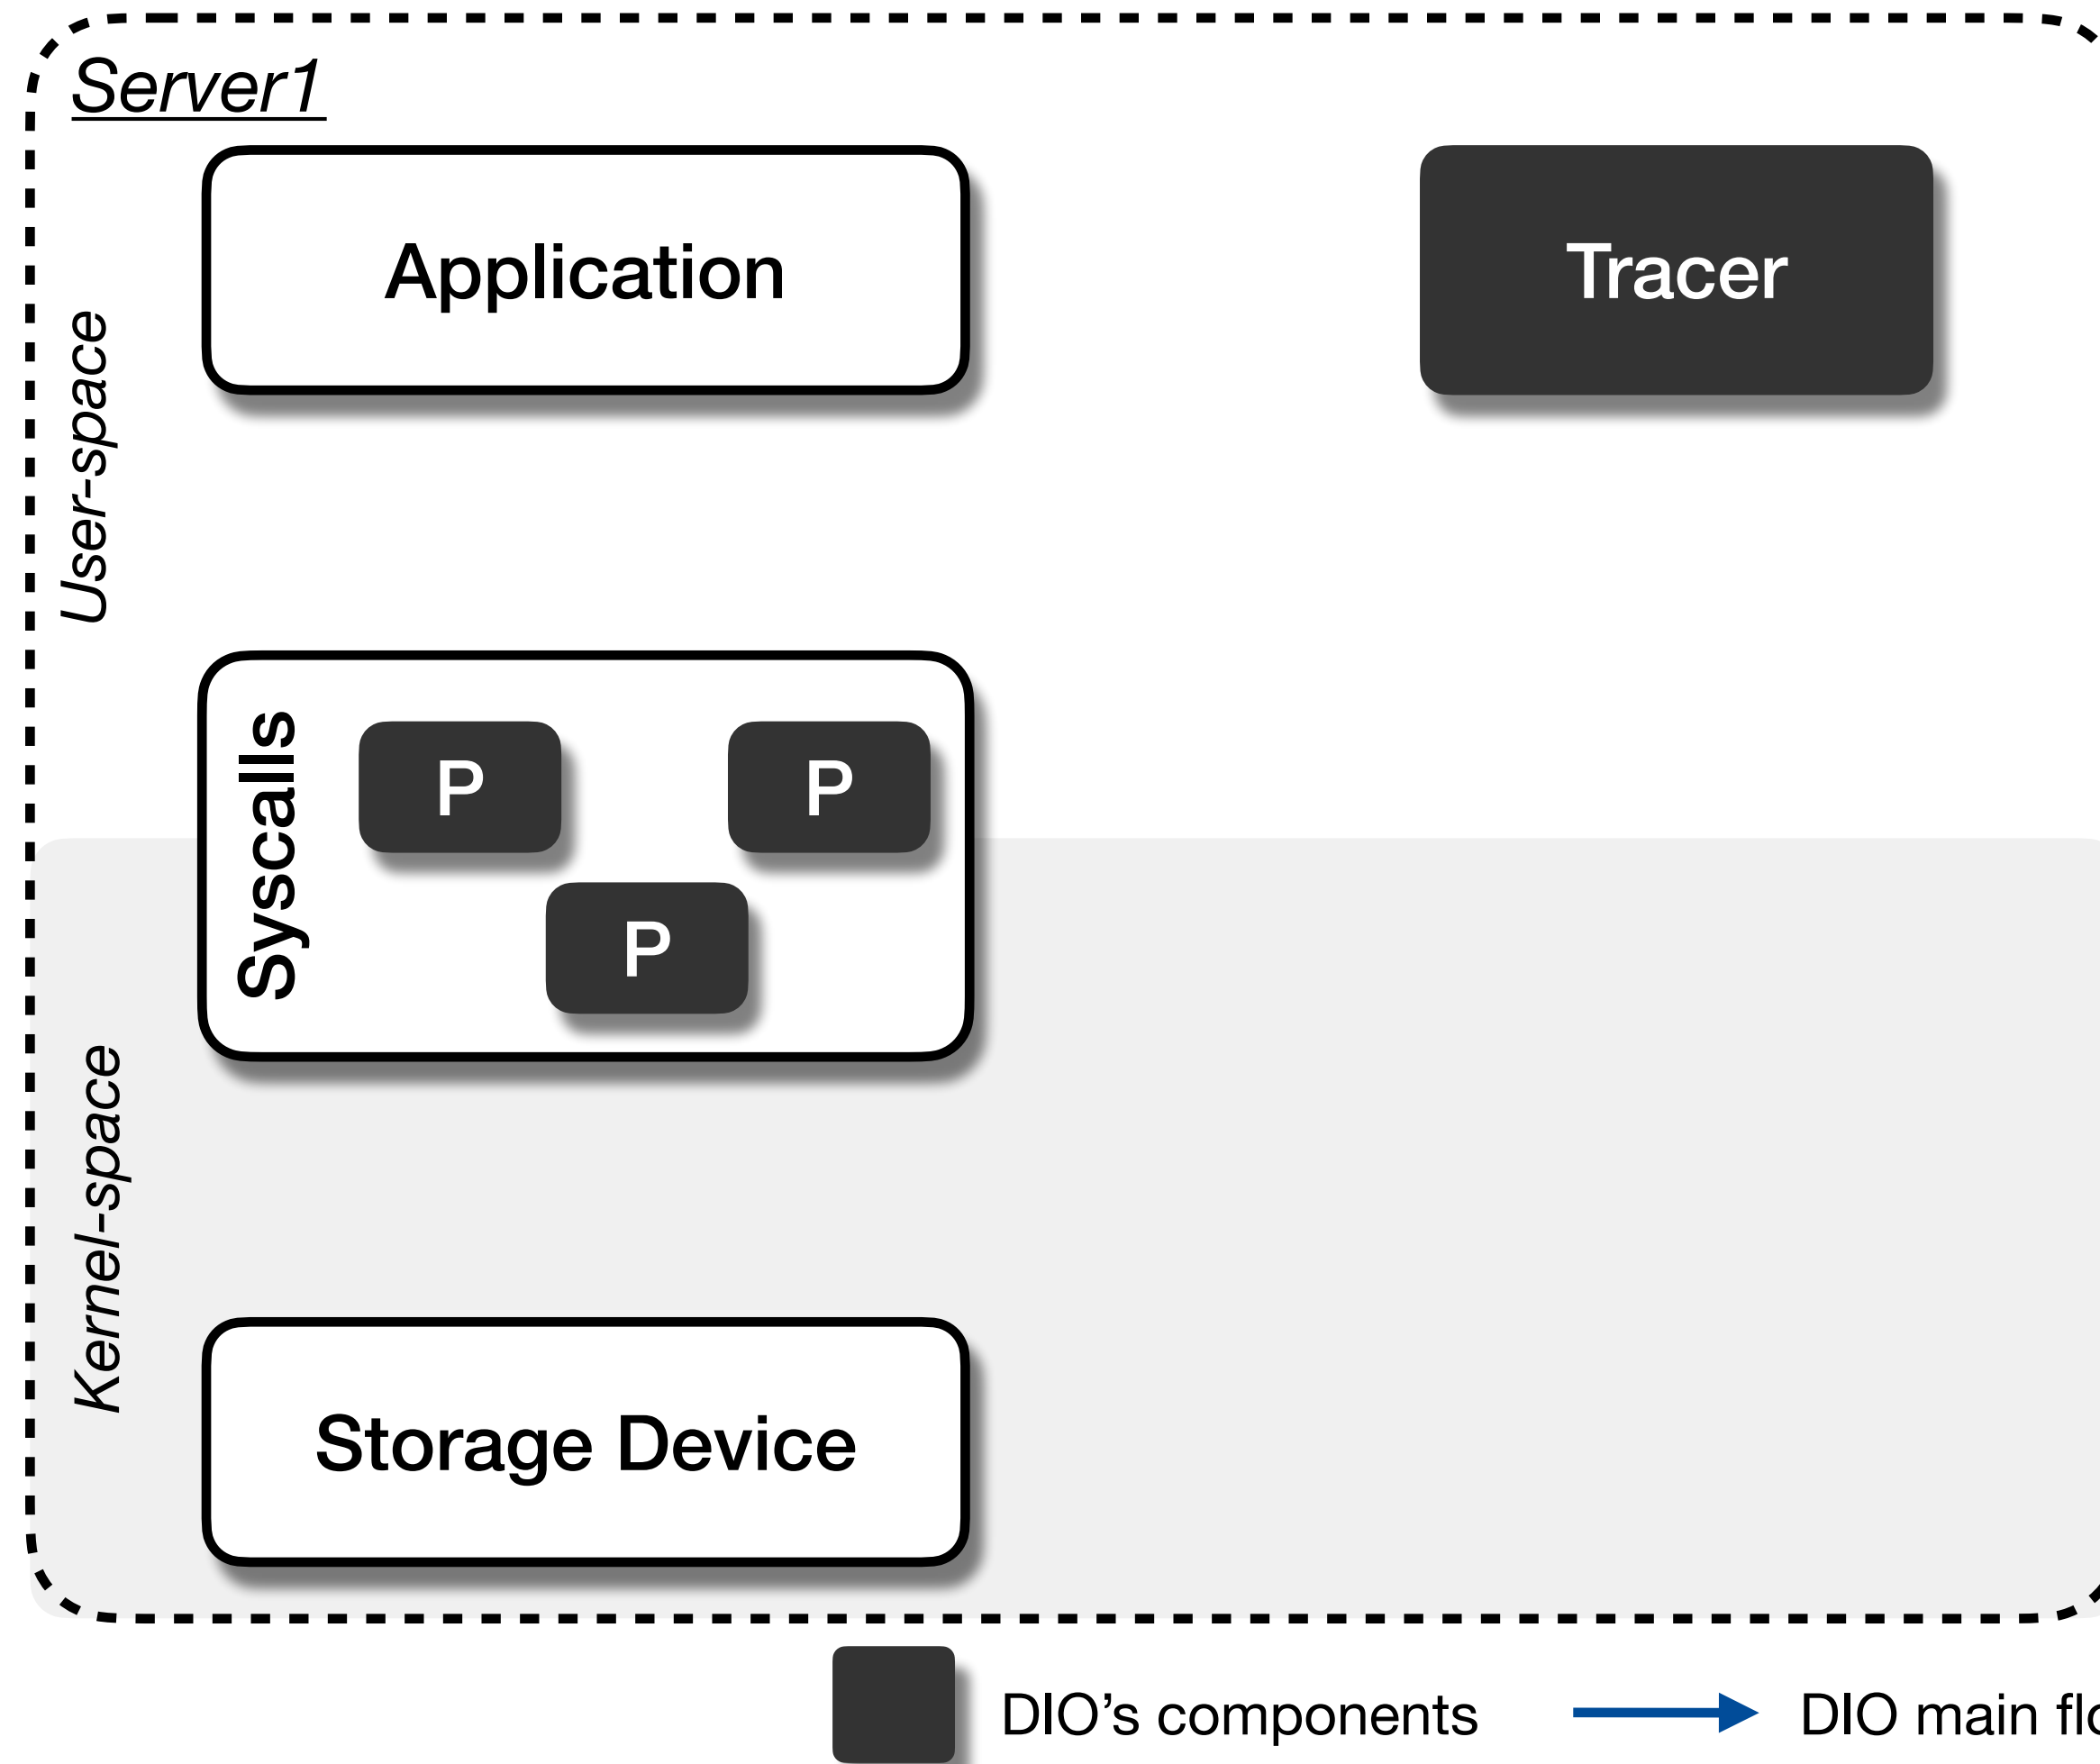 Server1
User-space
Application
Tracer
Syscalls
P
P
P
Kernel-space
Storage Device
DIO's components
DIO main